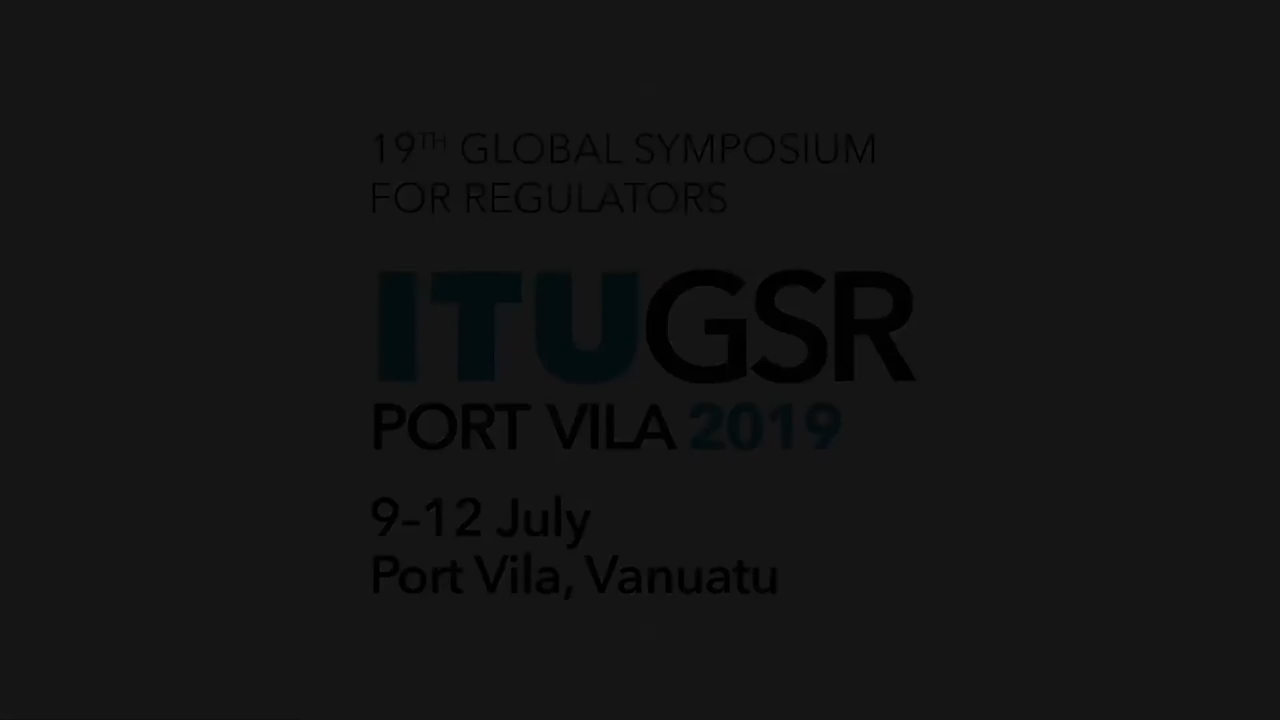 19TH GLOBAL SYMPOSIUM
FOR REGULATORS
ITUGSR
PORT VILA 2019
9-12 July
Port Vila, Vanuatu